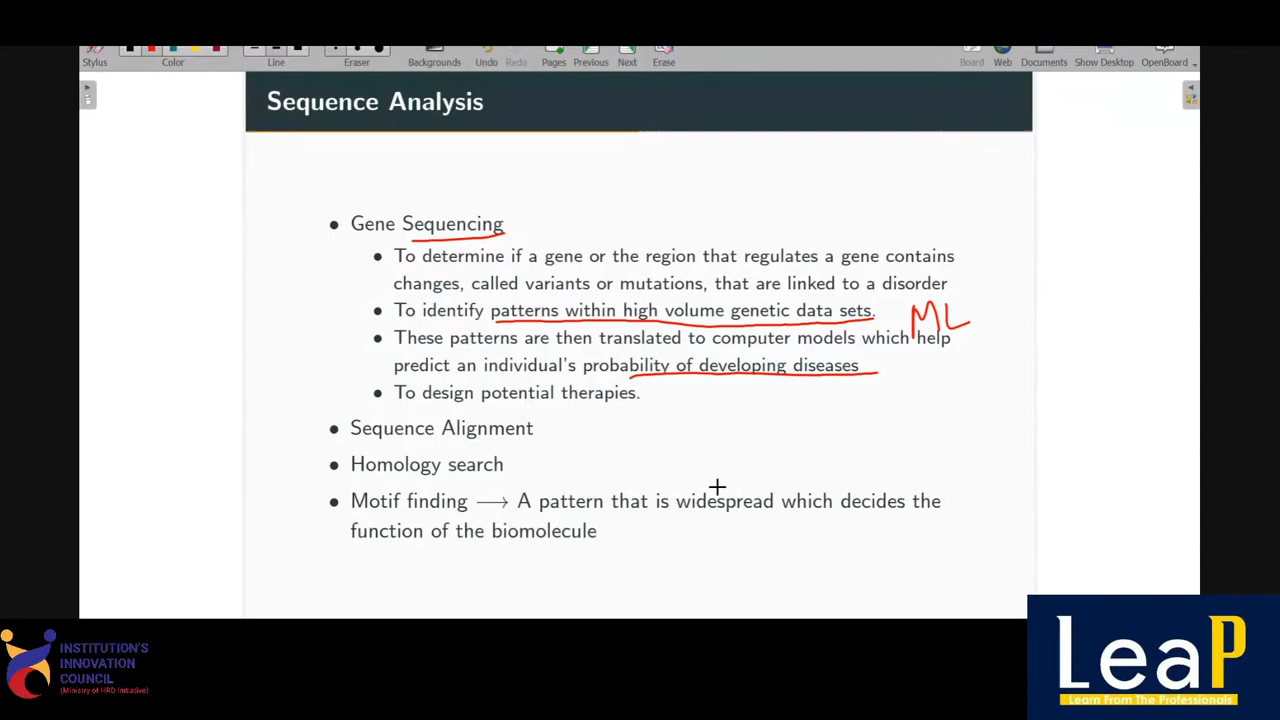 Stylus Color Line Eraser Backgrounds Undo Redo Pages Previous Next Erase Board Web Documents Show Desktop OpenBoard
Sequence Analysis
• Gene Sequencing
• To determine if a gene or the region that regulates a gene contains
changes, called variants or mutations, that are linked to a disorder
• To identify patterns within high volume genetic data sets.
ML
• These patterns are then translated to computer models which help
predict an individual's probability of developing diseases
• To design potential therapies.
• Sequence Alignment
• Homology search
• Motif finding ⟶ A pattern that is widespread which decides the
function of the biomolecule
INSTITUTION'S
INNOVATION
COUNCIL
(Ministry of HRD Initiative)
LeaP
Learn From The Professionals